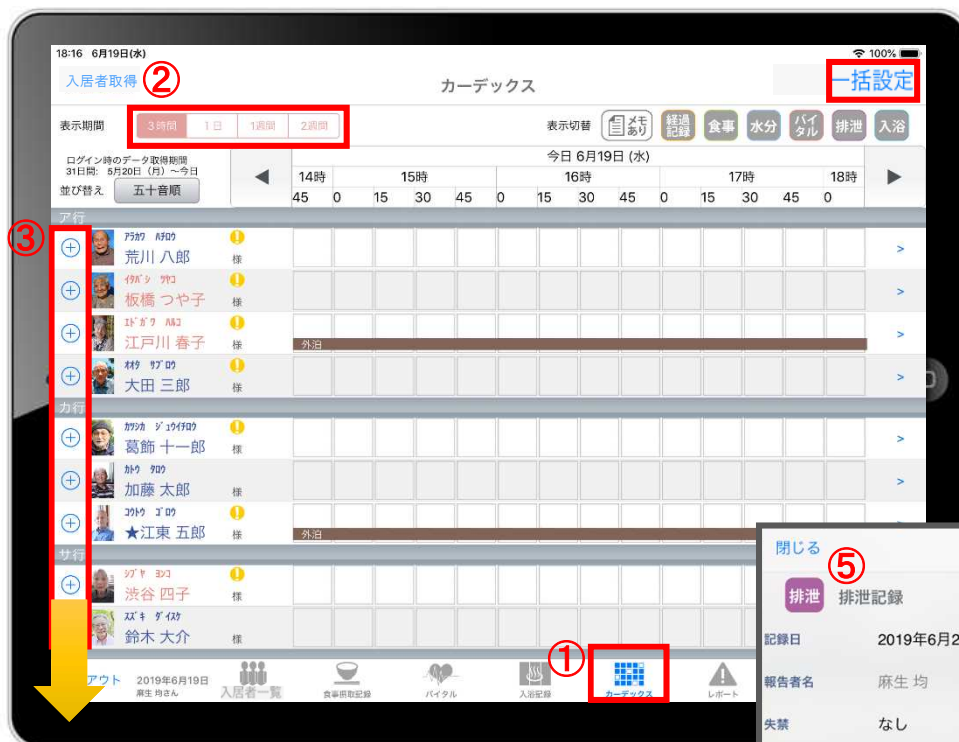 18:16 6月19日(水)
100%
入居者取得
②
カーデックス
一括設定
表示期間
3時間 1日 1週間 2週間
表示切替
メモあり
経過記録
食事
水分
バイタル
排泄
入浴
ログイン時のデータ取得期間
31日間: 5月20日(月)〜今日
並び替え 五十音順
◀
今日 6月19日 (水)
▶
14時 15時 16時 17時 18時
45 0 15 30 45 0 15 30 45 0 15 30 45 0
ア行
③
アラカワ ハチロウ
荒川 八郎 様
>
イタバシ ツヤコ
板橋 つや子 様
>
エドガワ ハルコ
江戸川 春子 様
外泊
>
オオタ サブロウ
大田 三郎 様
>
カ行
カツシカ ジュウイチロウ
葛飾 十一郎 様
>
カトウ タロウ
加藤 太郎 様
>
コウトウ ゴロウ
★江東 五郎 様
外泊
サ行
シブヤ ヨンコ
渋谷 四子 様
スズキ ダイスケ
鈴木 大介 様
閉じる
⑤
排泄 排泄記録
記録日 2019年6月2
報告者名 麻生 均
失禁 なし
アウト
2019年6月19日
麻生 均さん
入居者一覧
食事摂取記録
バイタル
入浴記録
①
カーデックス
レポート